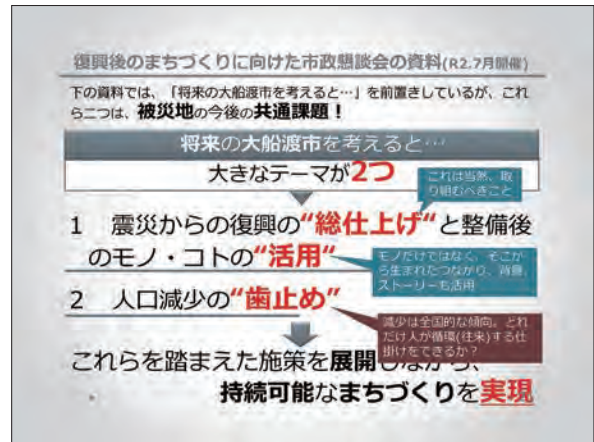 復興後のまちづくりに向けた市政懇談会の資料(R2.7月開催)
下の資料では、「将来の大船渡市を考えると…」を前置きしているが、これ
ら二つは、被災地の今後の共通課題！
将来の大船渡市を考えると…
大きなテーマが2つ
これは当然、取
り組むべきこと
1 震災からの復興の“総仕上げ“と整備後
のモノ・コトの”活用“
モノだけではなく、そこか
ら生まれたつながり、背景、
ストーリーも活用
2 人口減少の”歯止め”
減少は全国的な傾向。どれ
だけ人が循環(往来)する仕
掛けをできるか？
これらを踏まえた施策を展開しながら、
持続可能なまちづくりを実現